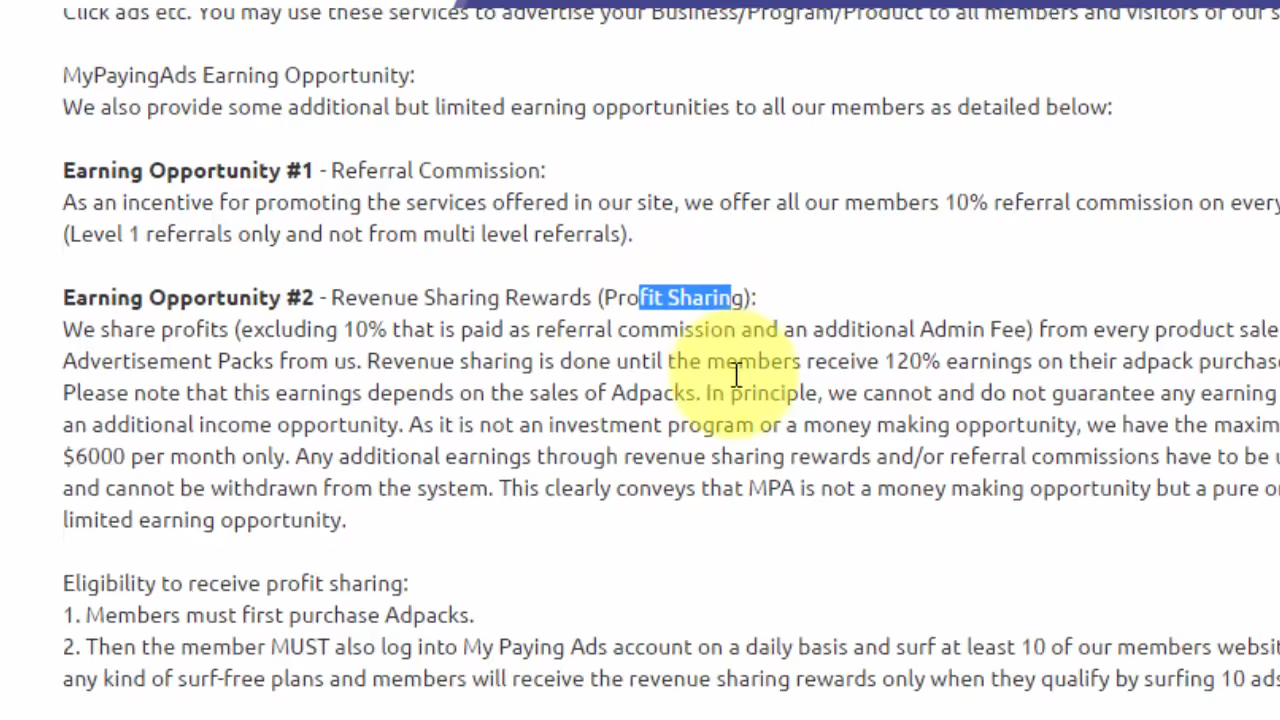 Click ads etc. You may use these services to advertise your Business/Program/Product to all members and visitors of our s
MyPayingAds Earning Opportunity:
We also provide some additional but limited earning opportunities to all our members as detailed below:
Earning Opportunity #1 - Referral Commission:
As an incentive for promoting the services offered in our site, we offer all our members 10% referral commission on every
(Level 1 referrals only and not from multi level referrals).
Earning Opportunity #2 - Revenue Sharing Rewards (Profit Sharing):
We share profits (excluding 10% that is paid as referral commission and an additional Admin Fee) from every product sale
Advertisement Packs from us. Revenue sharing is done until the members receive 120% earnings on their adpack purchase
Please note that this earnings depends on the sales of Adpacks. In principle, we cannot and do not guarantee any earning
an additional income opportunity. As it is not an investment program or a money making opportunity, we have the maxim
$6000 per month only. Any additional earnings through revenue sharing rewards and/or referral commissions have to be u
and cannot be withdrawn from the system. This clearly conveys that MPA is not a money making opportunity but a pure o
limited earning opportunity.
Eligibility to receive profit sharing:
1. Members must first purchase Adpacks.
2. Then the member MUST also log into My Paying Ads account on a daily basis and surf at least 10 of our members websi
any kind of surf-free plans and members will receive the revenue sharing rewards only when they qualify by surfing 10 ads